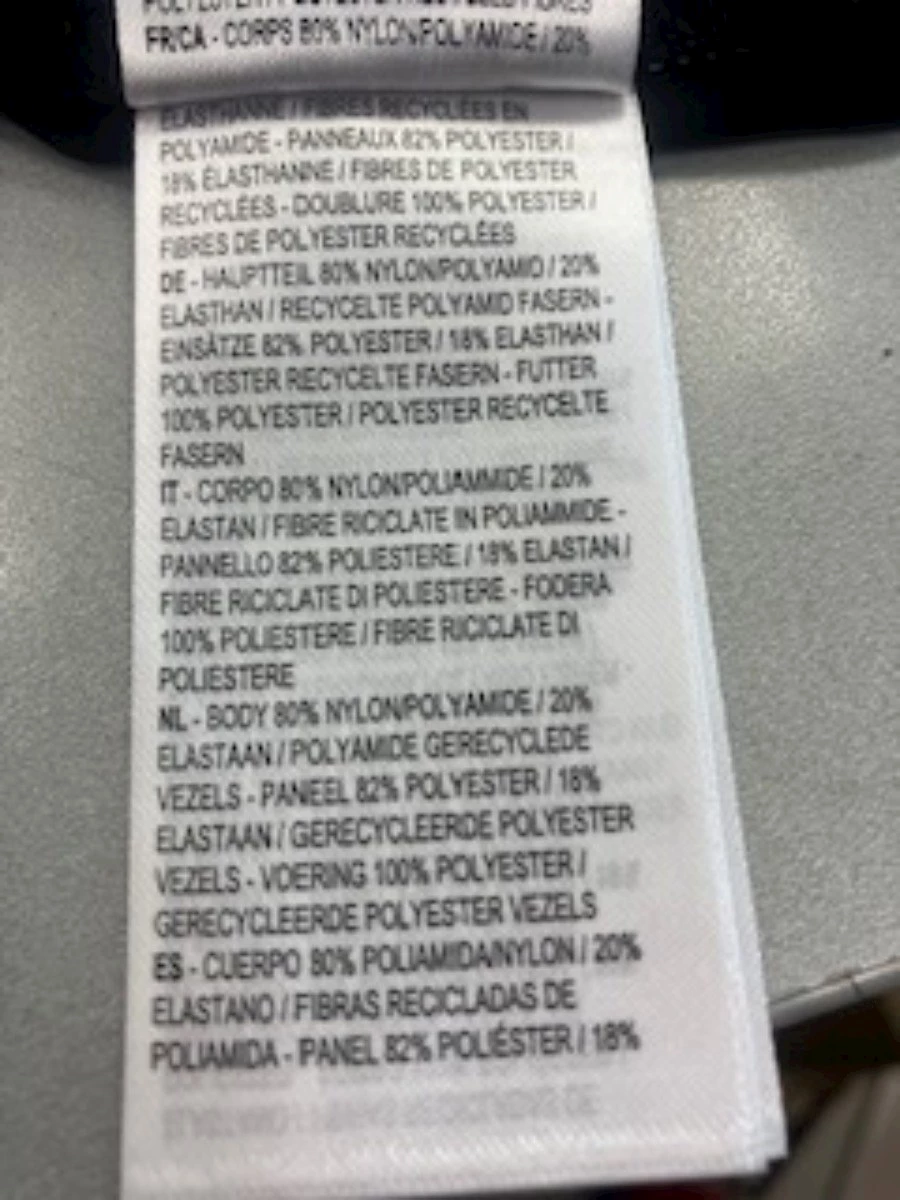 FR/CA - CORPS 80% NYLON/POLYAMIDE / 20%
ÉLASTHANNE / FIBRES RECYCLÉES EN
POLYAMIDE - PANNEAUX 82% POLYESTER /
18% ÉLASTHANNE / FIBRES DE POLYESTER
RECYCLÉES - DOUBLURE 100% POLYESTER /
FIBRES DE POLYESTER RECYCLÉES
DE - HAUPTTEIL 80% NYLON/POLYAMID / 20%
ELASTHAN / RECYCELTE POLYAMID FASERN -
EINSÄTZE 82% POLYESTER / 18% ELASTHAN /
POLYESTER RECYCELTE FASERN - FUTTER
100% POLYESTER / POLYESTER RECYCELTE
FASERN
IT - CORPO 80% NYLON/POLIAMMIDE / 20%
ELASTAN / FIBRE RICICLATE IN POLIAMMIDE -
PANNELLO 82% POLIESTERE / 18% ELASTAN /
FIBRE RICICLATE DI POLIESTERE - FODERA
100% POLIESTERE / FIBRE RICICLATE DI
POLIESTERE
NL - BODY 80% NYLON/POLYAMIDE / 20%
ELASTAAN / POLYAMIDE GERECYCLEDE
VEZELS - PANEEL 82% POLYESTER / 18%
ELASTAAN / GERECYCLEERDE POLYESTER
VEZELS - VOERING 100% POLYESTER /
GERECYCLEERDE POLYESTER VEZELS
ES - CUERPO 80% POLIAMIDA/NYLON / 20%
ELASTANO / FIBRAS RECICLADAS DE
POLIAMIDA - PANEL 82% POLIÉSTER / 18%